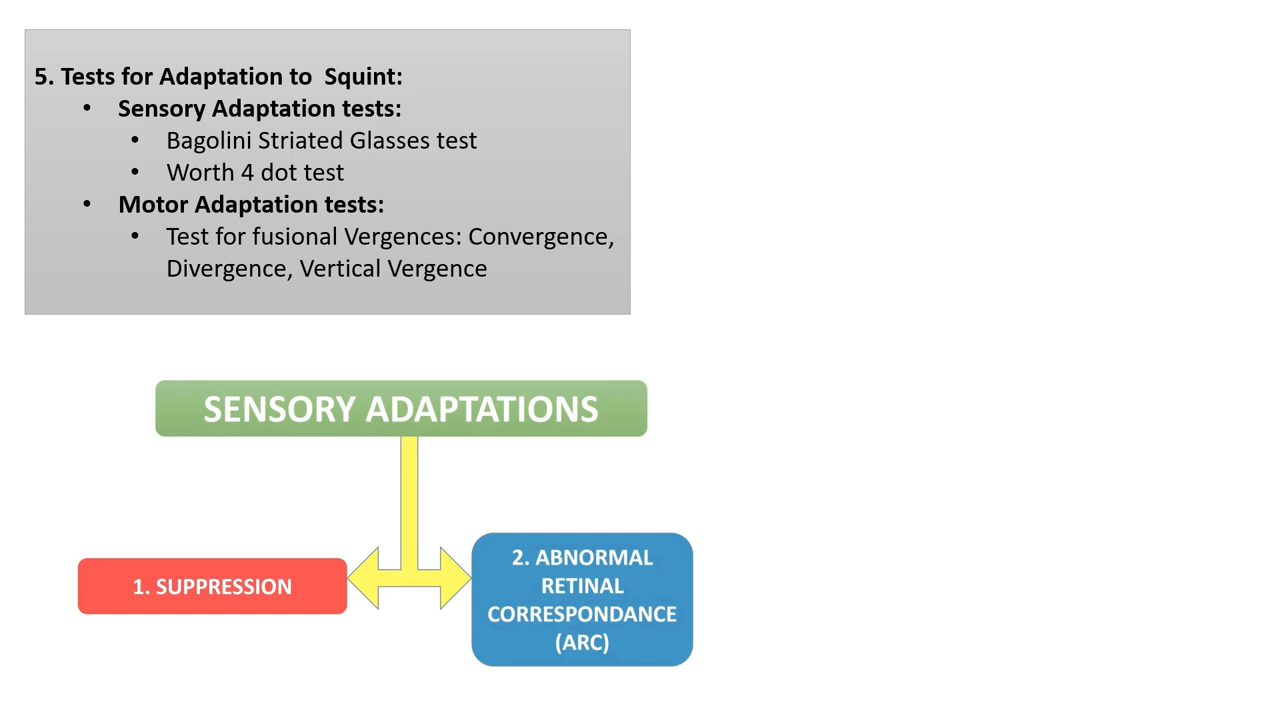 5. Tests for Adaptation to  Squint:
• Sensory Adaptation tests:
• Bagolini Striated Glasses test
• Worth 4 dot test
• Motor Adaptation tests:
• Test for fusional Vergences: Convergence,
Divergence, Vertical Vergence
SENSORY ADAPTATIONS
1. SUPPRESSION
2. ABNORMAL
RETINAL
CORRESPONDANCE
(ARC)